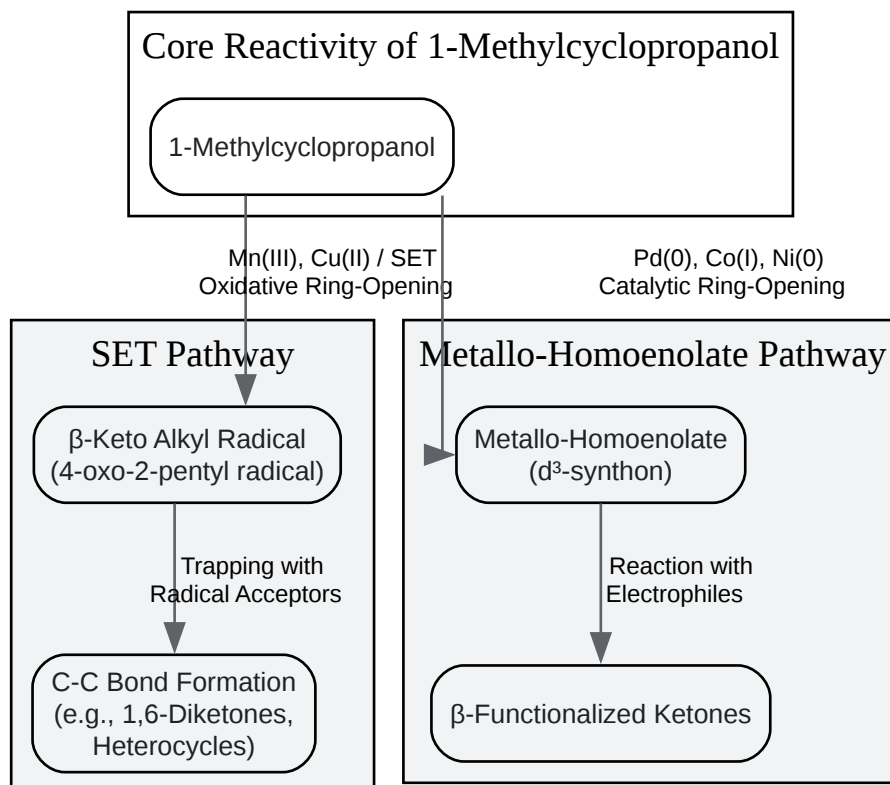 Core Reactivity of 1-Methylcyclopropanol
1-Methylcyclopropanol
Mn(III), Cu(II) / SET
Oxidative Ring-Opening
Pd(0), Co(I), Ni(0)
Catalytic Ring-Opening
SET Pathway
β-Keto Alkyl Radical
(4-oxo-2-pentyl radical)
Trapping with
Radical Acceptors
C-C Bond Formation
(e.g., 1,6-Diketones,
Heterocycles)
Metallo-Homoenolate Pathway
Metallo-Homoenolate
(d³-synthon)
Reaction with
Electrophiles
β-Functionalized Ketones